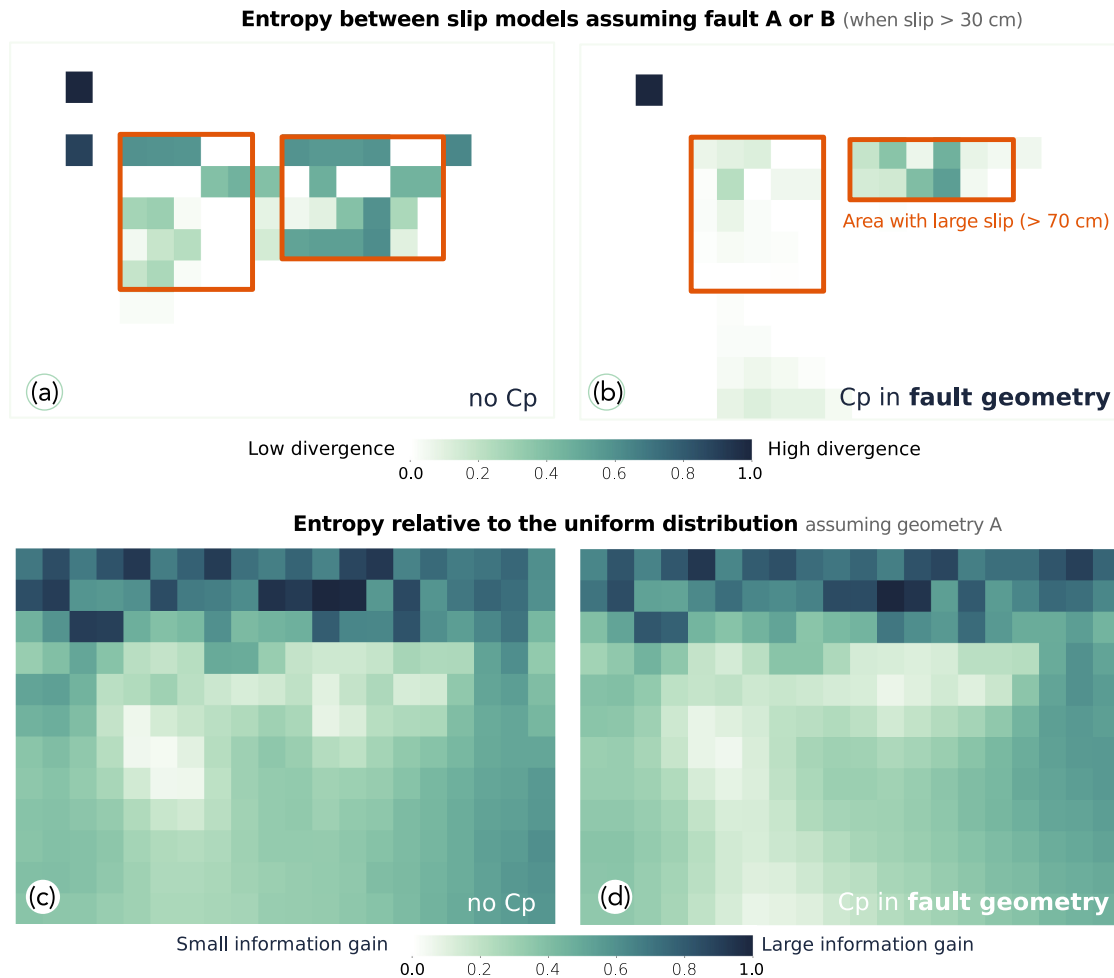 Entropy between slip models assuming fault A or B (when slip > 30 cm)
Area with large slip (> 70 cm)
(a)
no Cp
(b)
Cp in fault geometry
Low divergence
High divergence
0.0 0.2 0.4 0.6 0.8 1.0
Entropy relative to the uniform distribution assuming geometry A
(c)
no Cp
(d)
Cp in fault geometry
Small information gain
Large information gain
0.0 0.2 0.4 0.6 0.8 1.0